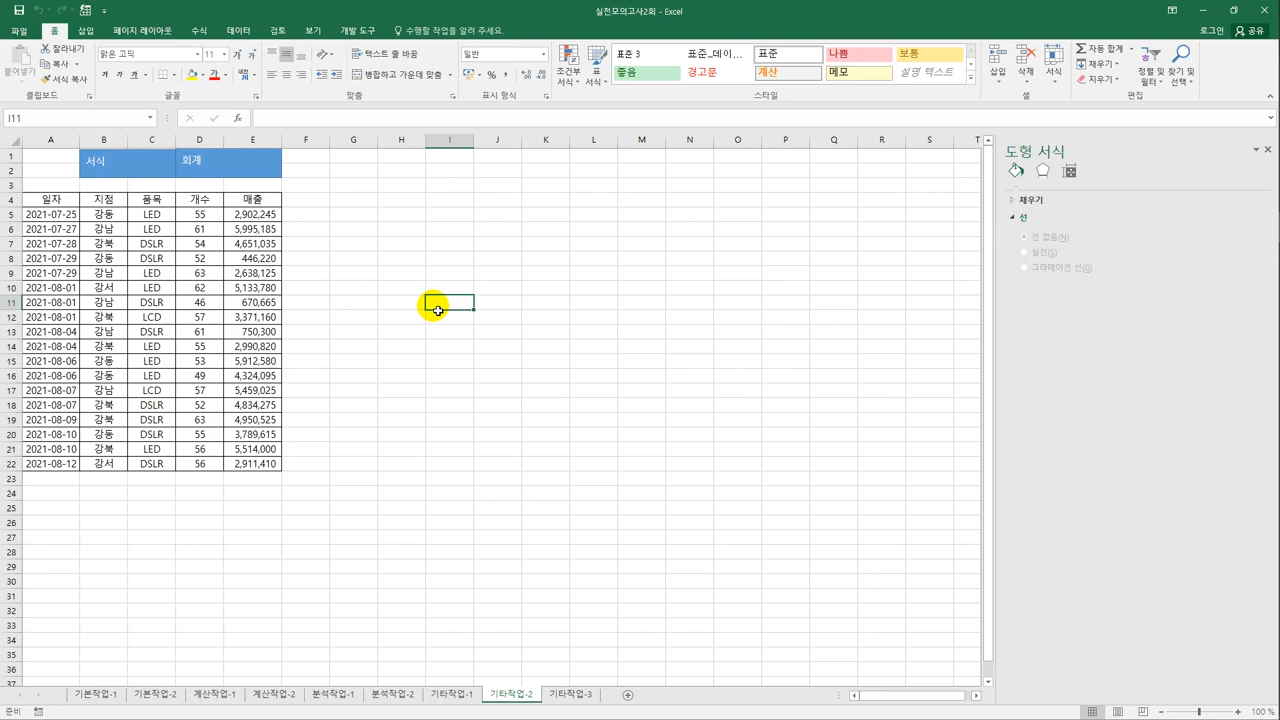 실전모의고사2회 - Excel
파일 홈 삽입 페이지 레이아웃 수식 데이터 검토 보기 개발 도구 수행할 작업을 알려 주세요. 로그인 공유
붙여넣기 잘라내기 복사 서식 복사 클립보드
맑은 고딕 11 가 가 가 글꼴
텍스트 줄 바꿈 병합하고 가운데 맞춤 맞춤
일반 % 표시 형식
조건부 서식 표 서식
표준 3 표준_데이... 표준 나쁨 보통
좋음 경고문 계산 메모 설명 텍스트
스타일
삽입 삭제 서식 셀
자동 합계 채우기 지우기 정렬 및 필터 찾기 및 선택 편집
I11 fx
A B C D E F G H I J K L M N O P Q R S T
1 서식 회계
2
3
4 일자 지점 품목 개수 매출
5 2021-07-25 강동 LED 55 2,902,245
6 2021-07-27 강남 LED 61 5,995,185
7 2021-07-28 강북 DSLR 54 4,651,035
8 2021-07-29 강동 DSLR 52 446,220
9 2021-07-29 강남 LED 63 2,638,125
10 2021-08-01 강서 LED 62 5,133,780
11 2021-08-01 강남 DSLR 46 670,665
12 2021-08-01 강북 LCD 57 3,371,160
13 2021-08-04 강남 DSLR 61 750,300
14 2021-08-04 강북 LED 55 2,990,820
15 2021-08-06 강동 LED 53 5,912,580
16 2021-08-06 강동 LED 49 4,324,095
17 2021-08-07 강남 LCD 57 5,459,025
18 2021-08-07 강북 DSLR 52 4,834,275
19 2021-08-09 강북 DSLR 63 4,950,525
20 2021-08-10 강동 DSLR 55 3,789,615
21 2021-08-10 강북 LED 56 5,514,000
22 2021-08-12 강서 DSLR 56 2,911,410
23
24
25
26
27
28
29
30
31
32
33
34
35
36
37
도형 서식
채우기
선
선 없음(N)
실선(S)
그라데이션 선(G)
기본작업-1 기본작업-2 계산작업-1 계산작업-2 분석작업-1 분석작업-2 기타작업-1 기타작업-2 기타작업-3
준비 100 %